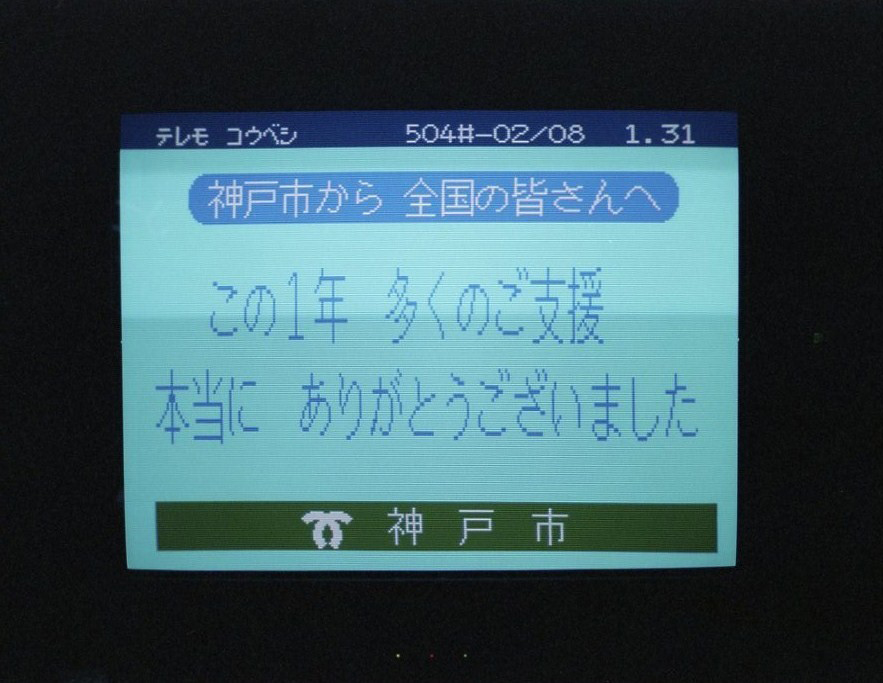 テレモ コウベシ 504#-02/08 1.31
神戸市から 全国の皆さんへ
この1年 多くのご支援
本当に ありがとうございました
神戸市